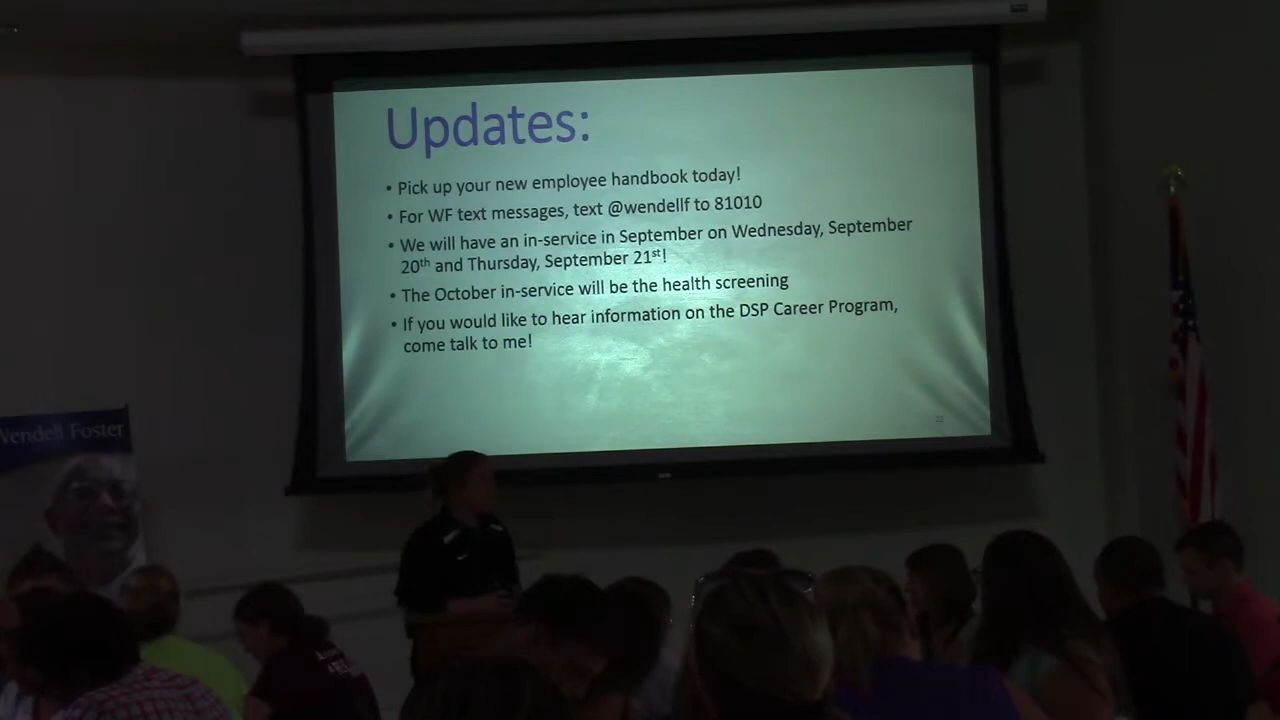 Updates:
• Pick up your new employee handbook today!
• For WF text messages, text @wendellf to 81010
• We will have an in-service in September on Wednesday, September
20th and Thursday, September 21st!
• The October in-service will be the health screening
• If you would like to hear information on the DSP Career Program,
come talk to me!
22
Wendell Foster